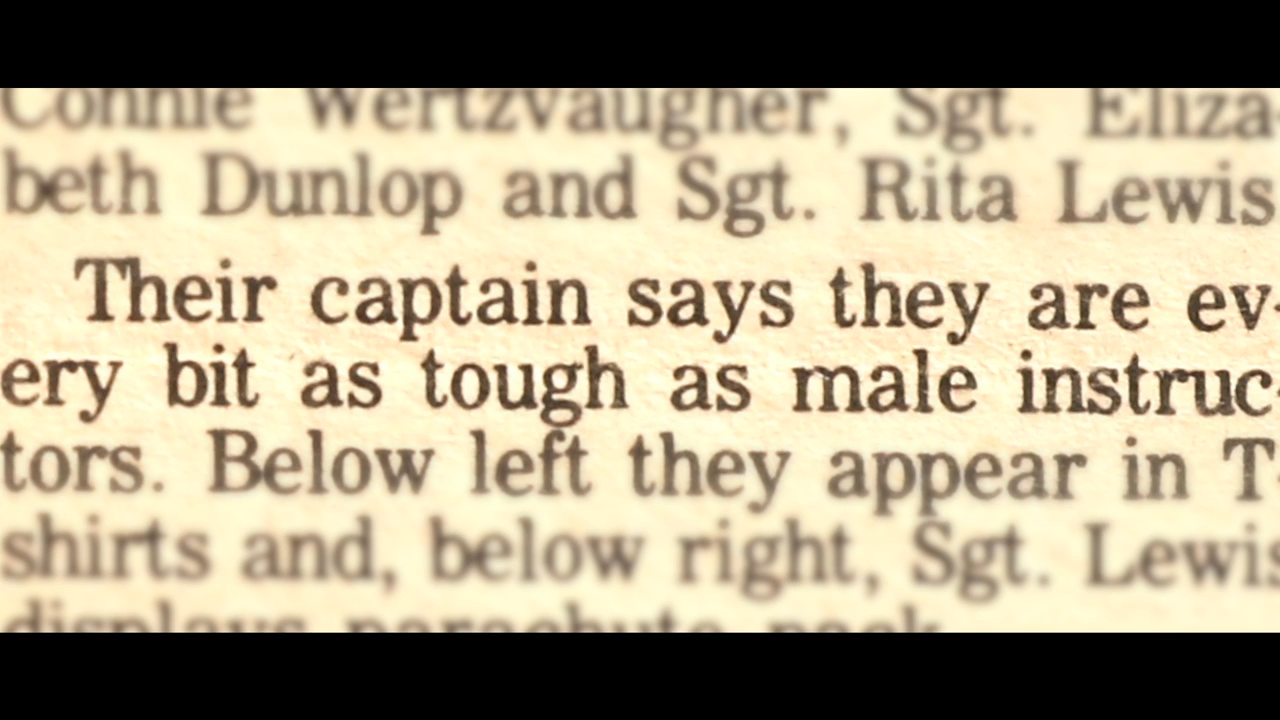 Connie Wertzvaugher, Sgt. Eliza-
beth Dunlop and Sgt. Rita Lewis
Their captain says they are ev-
ery bit as tough as male instruc-
tors. Below left they appear in T-
shirts and, below right, Sgt. Lewis
displays parachute pack